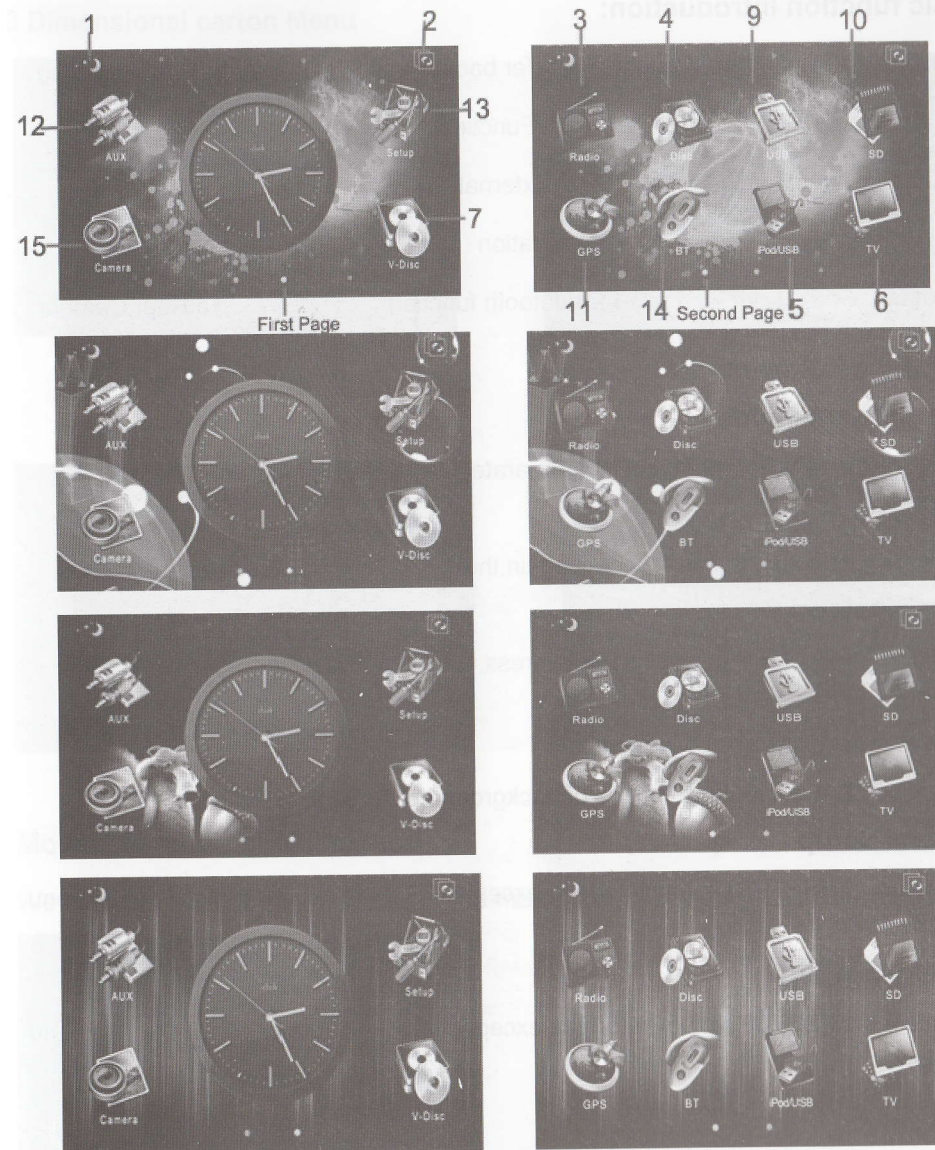 1 2 3 4 9 10
12 AUX Setup 13 Radio Disc USB SD
15 Camera V-Disc 7 GPS BT iPod/USB TV
First Page 11 14 Second Page 5 6
AUX Setup Radio Disc USB SD
Camera V-Disc GPS BT iPod/USB TV
AUX Setup Radio Disc USB SD
Camera V-Disc GPS BT iPod/USB TV
AUX Setup Radio Disc USB SD
Camera V-Disc GPS BT iPod/USB TV